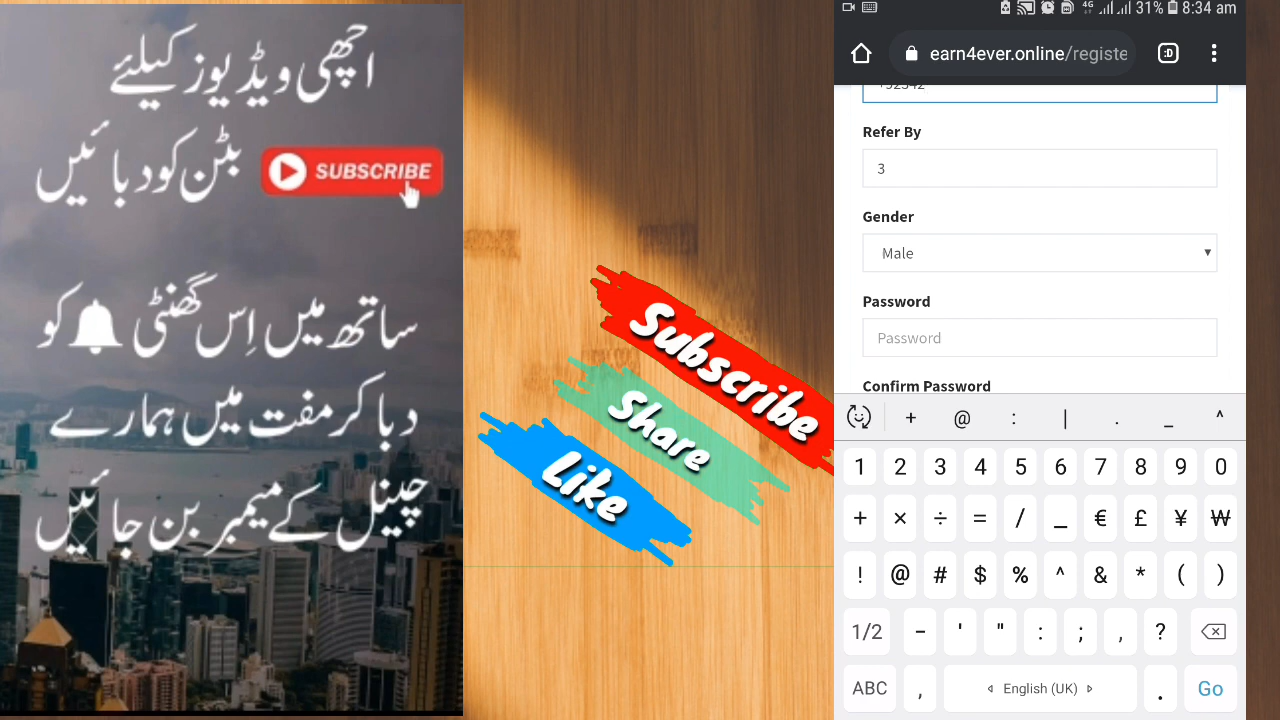 اچھی ویڈیوز کیلئے
SUBSCRIBE بٹن کو دبائیں
ساتھ میں اِس گھنٹی کو
دبا کر مفت میں ہمارے
چینل کے میمبر بن جائیں
Subscribe
Share
Like
4G 31% 8:34 am
earn4ever.online/registe
:D
+92342
Refer By
3
Gender
Male
Password
Password
Confirm Password
+ @ : | . _ ^
1 2 3 4 5 6 7 8 9 0
+ × ÷ = / _ € £ ¥ ₩
! @ # $ % ^ & * ( )
1/2 - ' " : ; , ?
ABC , English (UK) . Go